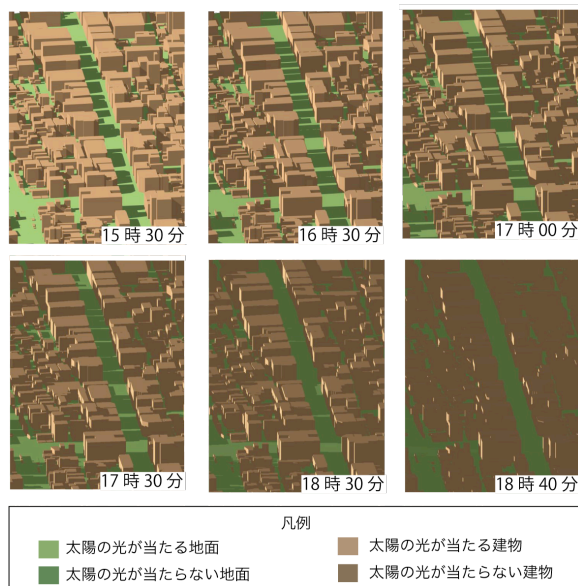 15時30分
16時30分
17時00分
17時30分
18時30分
18時40分
凡例
太陽の光が当たる地面
太陽の光が当たる建物
太陽の光が当たらない地面
太陽の光が当たらない建物